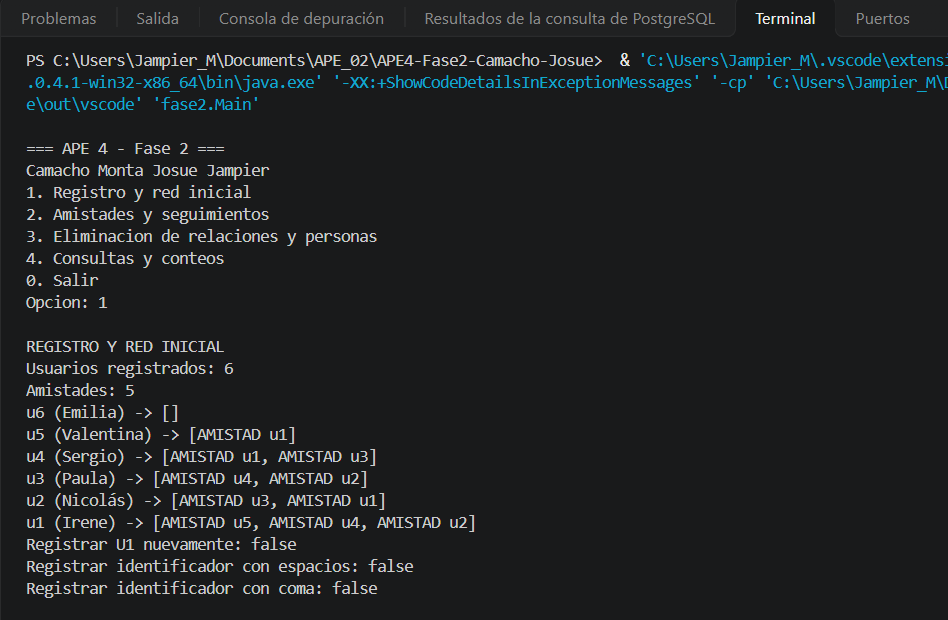 Problemas Salida Consola de depuración Resultados de la consulta de PostgreSQL Terminal Puertos
PS C:\Users\Jampier_M\Documents\APE_02\APE4-Fase2-Camacho-Josue>  & 'C:\Users\Jampier_M\.vscode\extensi
.0.4.1-win32-x86_64\bin\java.exe' '-XX:+ShowCodeDetailsInExceptionMessages' '-cp' 'C:\Users\Jampier_M\D
e\out\vscode' 'fase2.Main'
=== APE 4 - Fase 2 ===
Camacho Monta Josue Jampier
1. Registro y red inicial
2. Amistades y seguimientos
3. Eliminacion de relaciones y personas
4. Consultas y conteos
0. Salir
Opcion: 1
REGISTRO Y RED INICIAL
Usuarios registrados: 6
Amistades: 5
u6 (Emilia) -> []
u5 (Valentina) -> [AMISTAD u1]
u4 (Sergio) -> [AMISTAD u1, AMISTAD u3]
u3 (Paula) -> [AMISTAD u4, AMISTAD u2]
u2 (Nicolás) -> [AMISTAD u3, AMISTAD u1]
u1 (Irene) -> [AMISTAD u5, AMISTAD u4, AMISTAD u2]
Registrar U1 nuevamente: false
Registrar identificador con espacios: false
Registrar identificador con coma: false